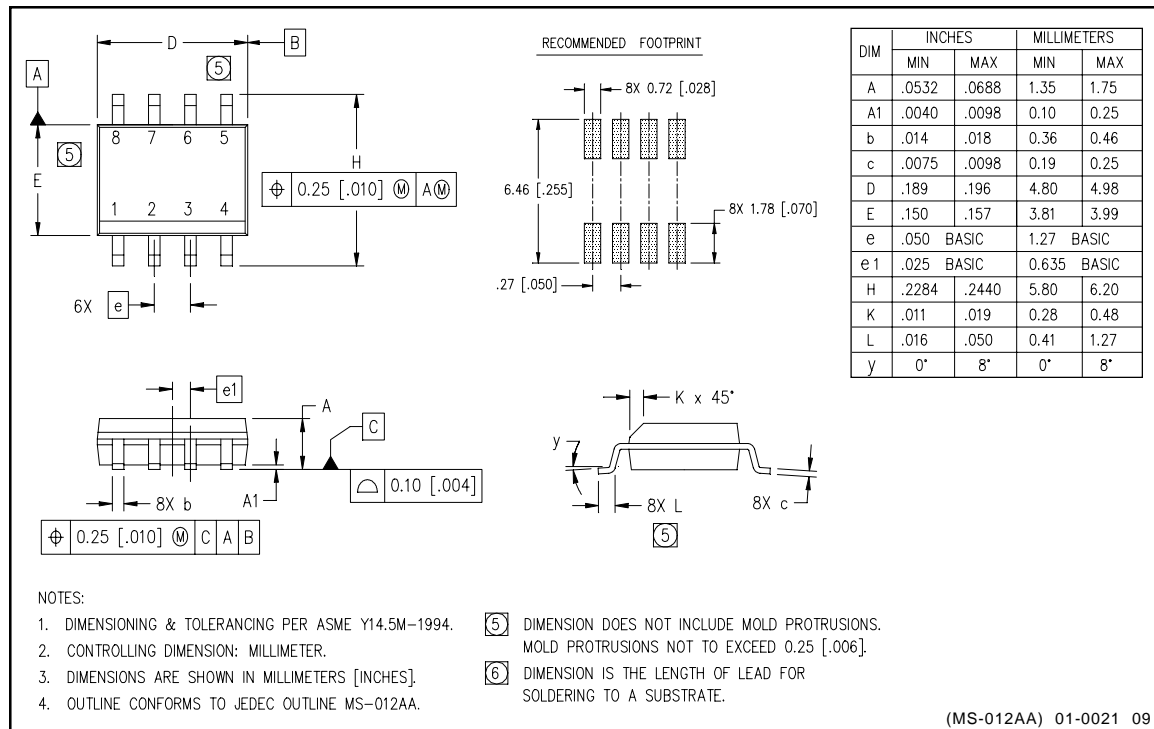 D
B
5
A
8 7 6 5
5
E
H
⌖ 0.25 [.010] Ⓜ A Ⓜ
1 2 3 4
6X e
RECOMMENDED FOOTPRINT
8X 0.72 [.028]
6.46 [.255]
8X 1.78 [.070]
.27 [.050]
DIM INCHES MILLIMETERS
MIN MAX MIN MAX
A .0532 .0688 1.35 1.75
A1 .0040 .0098 0.10 0.25
b .014 .018 0.36 0.46
c .0075 .0098 0.19 0.25
D .189 .196 4.80 4.98
E .150 .157 3.81 3.99
e .050 BASIC 1.27 BASIC
e1 .025 BASIC 0.635 BASIC
H .2284 .2440 5.80 6.20
K .011 .019 0.28 0.48
L .016 .050 0.41 1.27
y 0° 8° 0° 8°
e1
A
C
A1
8X b
⌓ 0.10 [.004]
⌖ 0.25 [.010] Ⓜ C A B
K x 45°
y
8X L
8X c
5
NOTES:
1. DIMENSIONING & TOLERANCING PER ASME Y14.5M-1994.
2. CONTROLLING DIMENSION: MILLIMETER.
3. DIMENSIONS ARE SHOWN IN MILLIMETERS [INCHES].
4. OUTLINE CONFORMS TO JEDEC OUTLINE MS-012AA.
5 DIMENSION DOES NOT INCLUDE MOLD PROTRUSIONS.
MOLD PROTRUSIONS NOT TO EXCEED 0.25 [.006].
6 DIMENSION IS THE LENGTH OF LEAD FOR
SOLDERING TO A SUBSTRATE.
(MS-012AA) 01-0021 09